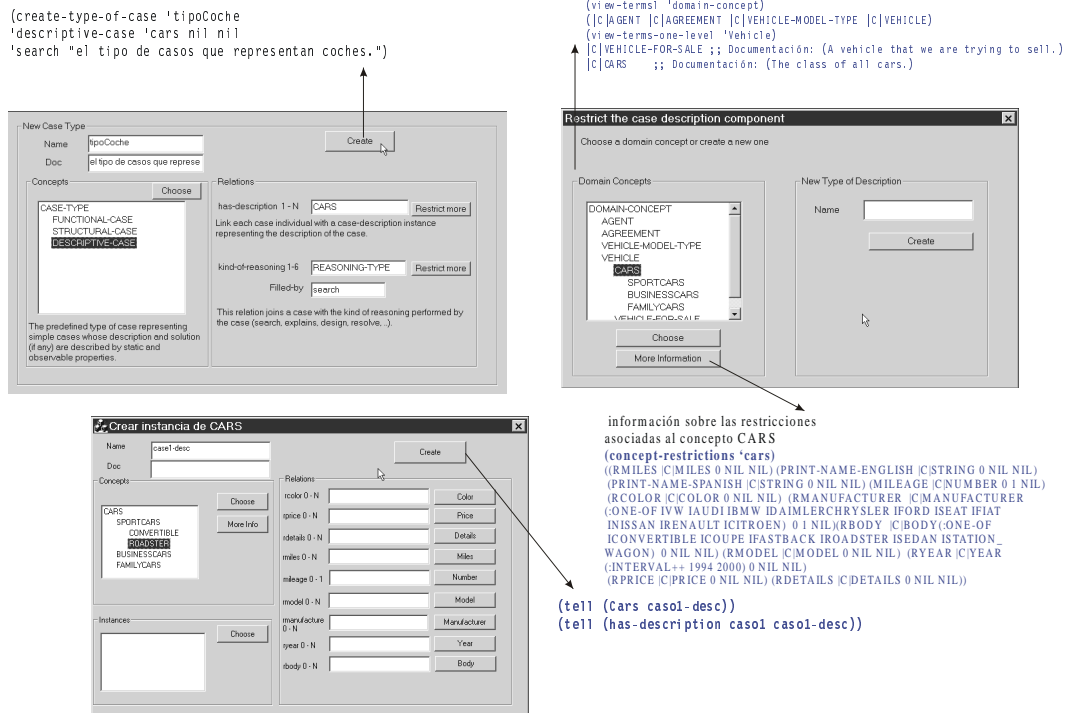 (create-type-of-case 'tipoCoche
'descriptive-case 'cars nil nil
'search "el tipo de casos que representan coches.")
(view-termsl 'domain-concept)
(|C|AGENT |C|AGREEMENT |C|VEHICLE-MODEL-TYPE |C|VEHICLE)
(view-terms-one-level 'Vehicle)
|C|VEHICLE-FOR-SALE ;; Documentación: (A vehicle that we are trying to sell.)
|C|CARS ;; Documentación: (The class of all cars.)
New Case Type
Name tipoCoche
Create
Doc el tipo de casos que represe
Concepts
Choose
CASE-TYPE
FUNCTIONAL-CASE
STRUCTURAL-CASE
DESCRIPTIVE-CASE
The predefined type of case representing
simple cases whose description and solution
(if any) are described by static and
observable properties.
Relations
has-description 1 - N CARS Restrict more
Link each case individual with a case-description instance
representing the description of the case.
kind-of-reasoning 1-6 REASONING-TYPE Restrict more
Filled-by search
This relation joins a case with the kind of reasoning performed by
the case (search, explains, design, resolve, ..).
Restrict the case description component
Choose a domain concept or create a new one
Domain Concepts
DOMAIN-CONCEPT
AGENT
AGREEMENT
VEHICLE-MODEL-TYPE
VEHICLE
CARS
SPORTCARS
BUSINESSCARS
FAMILYCARS
VEHICLE-FOR-SALE
Choose
More Information
New Type of Description
Name
Create
Crear instancia de CARS
Name case1-desc
Create
Doc
Concepts
CARS
SPORTCARS
CONVERTIBLE
ROADSTER
BUSINESSCARS
FAMILYCARS
Choose
More Info
Instances
Choose
Relations
rcolor 0 - N Color
rprice 0 - N Price
rdetails 0 - N Details
rmiles 0 - N Miles
mileage 0 - 1 Number
rmodel 0 - N Model
rmanufacture
0 - N Manufacturer
ryear 0 - N Year
rbody 0 - N Body
información sobre las restricciones
asociadas al concepto CARS
(concept-restrictions ‘cars)
((RMILES |C|MILES 0 NIL NIL) (PRINT-NAME-ENGLISH |C|STRING 0 NIL NIL)
(PRINT-NAME-SPANISH |C|STRING 0 NIL NIL) (MILEAGE |C|NUMBER 0 1 NIL)
(RCOLOR |C|COLOR 0 NIL NIL) (RMANUFACTURER |C|MANUFACTURER
(:ONE-OF IVW IAUDI IBMW IDAIMLERCHRYSLER IFORD ISEAT IFIAT
INISSAN IRENAULT ICITROEN) 0 1 NIL)(RBODY |C|BODY(:ONE-OF
ICONVERTIBLE ICOUPE IFASTBACK IROADSTER ISEDAN ISTATION_
WAGON) 0 NIL NIL) (RMODEL |C|MODEL 0 NIL NIL) (RYEAR |C|YEAR
(:INTERVAL++ 1994 2000) 0 NIL NIL)
(RPRICE |C|PRICE 0 NIL NIL) (RDETAILS |C|DETAILS 0 NIL NIL))
(tell (Cars caso1-desc))
(tell (has-description caso1 caso1-desc))